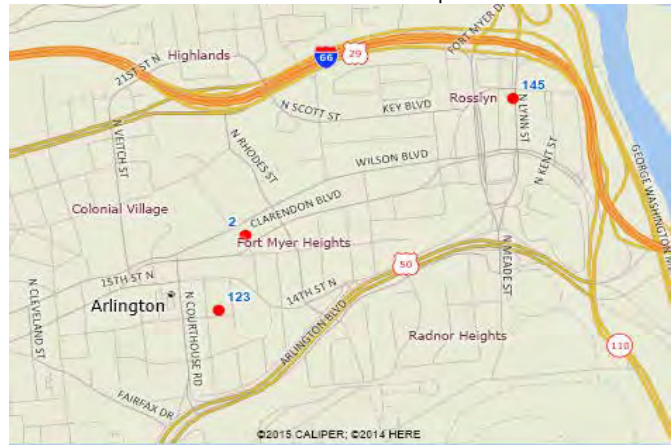 FORT MYER DR
Highlands
21ST ST N
66
29
145
N SCOTT ST
KEY BLVD
Rosslyn
N LYNN ST
N VEITCH ST
N RHODES ST
WILSON BLVD
N KENT ST
GEORGE WASHINGTON M
Colonial Village
CLARENDON BLVD
2
Fort Myer Heights
15TH ST N
50
N MEADE ST
N CLEVELAND ST
Arlington
N COURTHOUSE RD
123
14TH ST N
ARLINGTON BLVD
Radnor Heights
110
FAIRFAX DR
©2015 CALIPER; ©2014 HERE